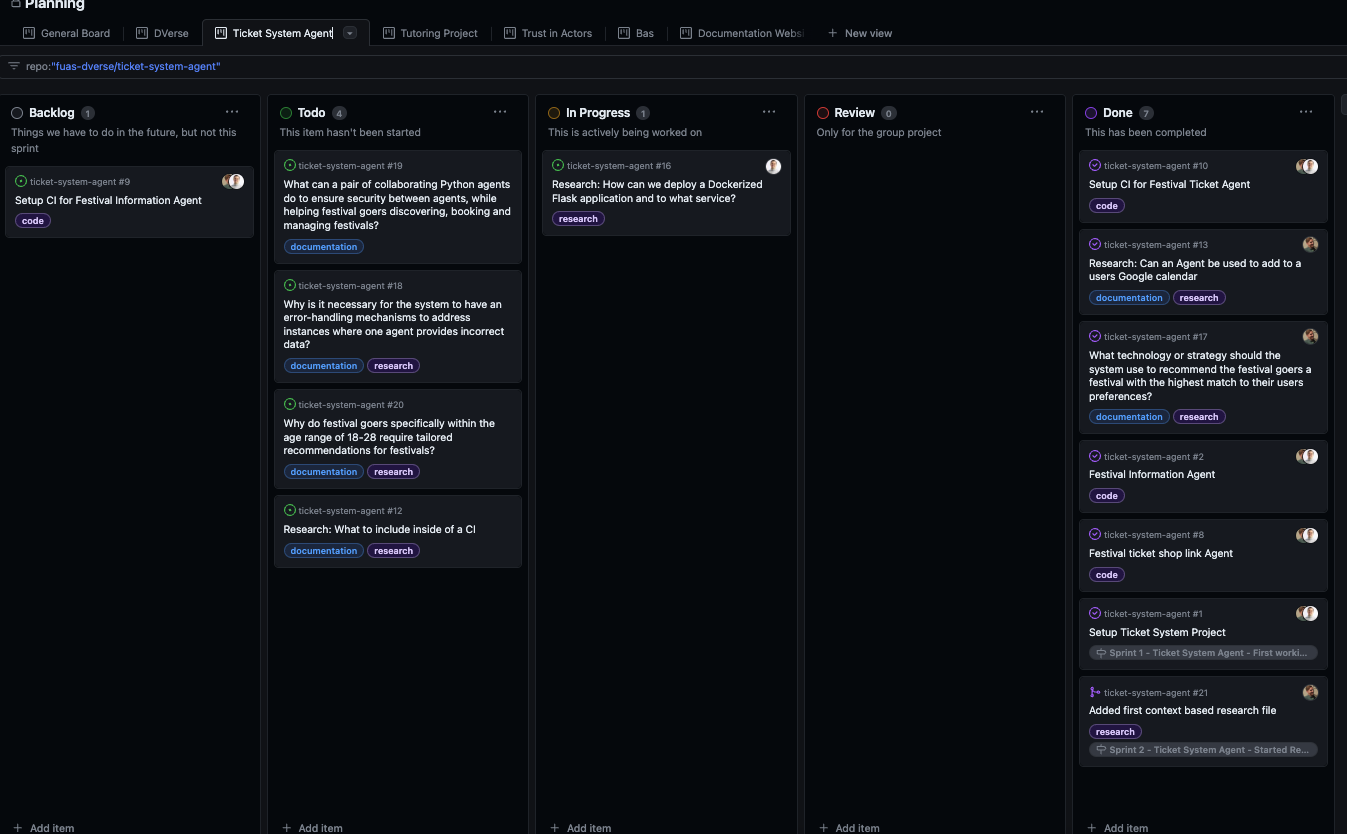 Planning
General Board
DVerse
Ticket System Agent
Tutoring Project
Trust in Actors
Bas
Documentation Websi
New view
repo:"fuas-dverse/ticket-system-agent"
Backlog 1
Things we have to do in the future, but not this
sprint
ticket-system-agent #9
Setup CI for Festival Information Agent
code
Add item
Todo 4
This item hasn't been started
ticket-system-agent #19
What can a pair of collaborating Python agents
do to ensure security between agents, while
helping festival goers discovering, booking and
managing festivals?
documentation
ticket-system-agent #18
Why is it necessary for the system to have an
error-handling mechanisms to address
instances where one agent provides incorrect
data?
documentation research
ticket-system-agent #20
Why do festival goers specifically within the
age range of 18-28 require tailored
recommendations for festivals?
documentation research
ticket-system-agent #12
Research: What to include inside of a CI
documentation research
Add item
In Progress 1
This is actively being worked on
ticket-system-agent #16
Research: How can we deploy a Dockerized
Flask application and to what service?
research
Add item
Review 0
Only for the group project
Add item
Done 7
This has been completed
ticket-system-agent #10
Setup CI for Festival Ticket Agent
code
ticket-system-agent #13
Research: Can an Agent be used to add to a
users Google calendar
documentation research
ticket-system-agent #17
What technology or strategy should the
system use to recommend the festival goers a
festival with the highest match to their users
preferences?
documentation research
ticket-system-agent #2
Festival Information Agent
code
ticket-system-agent #8
Festival ticket shop link Agent
code
ticket-system-agent #1
Setup Ticket System Project
Sprint 1 - Ticket System Agent - First worki...
ticket-system-agent #21
Added first context based research file
research
Sprint 2 - Ticket System Agent - Started Re...
Add item